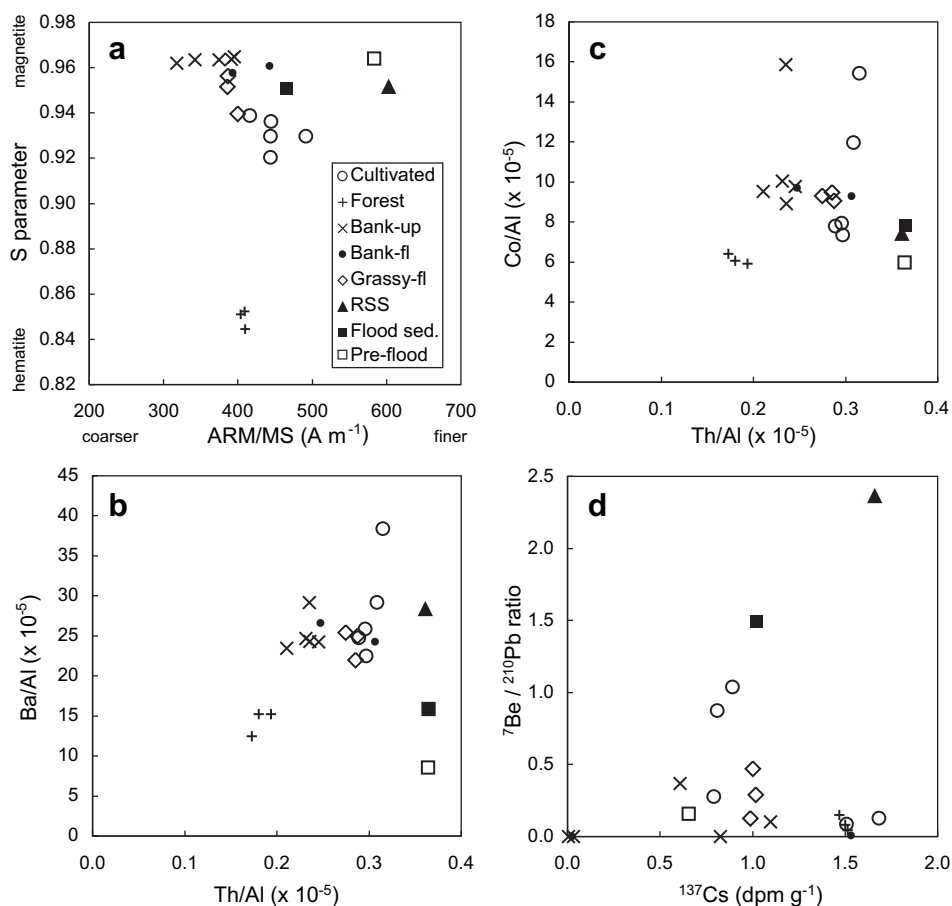 a
magnetite
hematite
S parameter
0.98
0.96
0.94
0.92
0.90
0.88
0.86
0.84
0.82
200 300 400 500 600 700
coarser ARM/MS (A m⁻¹) finer
Cultivated
Forest
Bank-up
Bank-fl
Grassy-fl
RSS
Flood sed.
Pre-flood
c
Co/Al (x 10⁻⁵)
18
16
14
12
10
8
6
4
2
0
0.0 0.1 0.2 0.3 0.4
Th/Al (x 10⁻⁵)
b
Ba/Al (x 10⁻⁵)
45
40
35
30
25
20
15
10
5
0
0.0 0.1 0.2 0.3 0.4
Th/Al (x 10⁻⁵)
d
⁷Be / ²¹⁰Pb ratio
2.5
2.0
1.5
1.0
0.5
0.0
0.0 0.5 1.0 1.5 2.0
¹³⁷Cs (dpm g⁻¹)